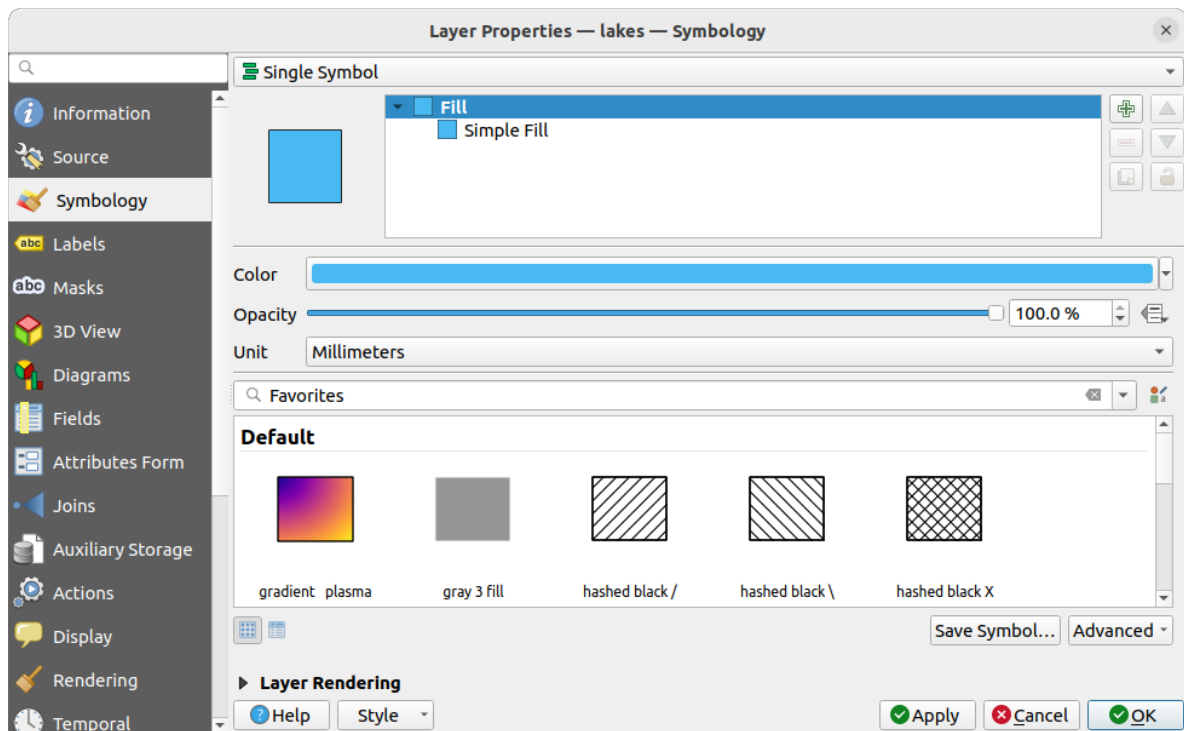 Layer Properties — lakes — Symbology
Information
Source
Symbology
abc Labels
abc Masks
3D View
Diagrams
Fields
Attributes Form
Joins
Auxiliary Storage
Actions
Display
Rendering
Temporal
Single Symbol
Fill
Simple Fill
Color
Opacity 100.0 %
Unit Millimeters
Favorites
Default
gradient plasma
gray 3 fill
hashed black /
hashed black \
hashed black X
Save Symbol... Advanced
Layer Rendering
Help Style Apply Cancel OK